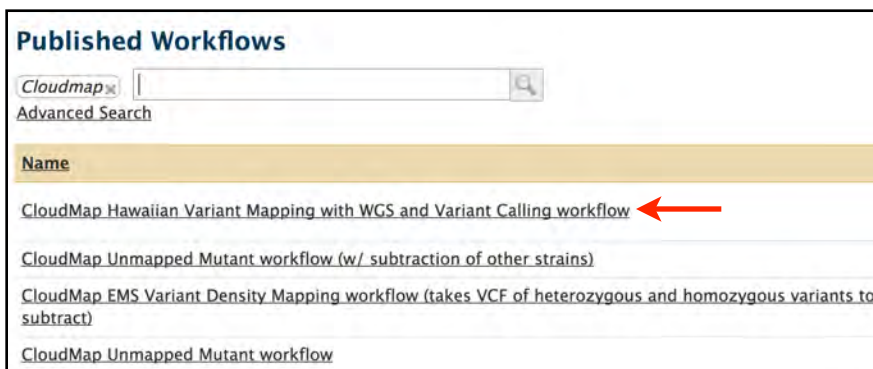 Published Workflows
Cloudmap
Advanced Search
Name
CloudMap Hawaiian Variant Mapping with WGS and Variant Calling workflow
CloudMap Unmapped Mutant workflow (w/ subtraction of other strains)
CloudMap EMS Variant Density Mapping workflow (takes VCF of heterozygous and homozygous variants to
subtract)
CloudMap Unmapped Mutant workflow